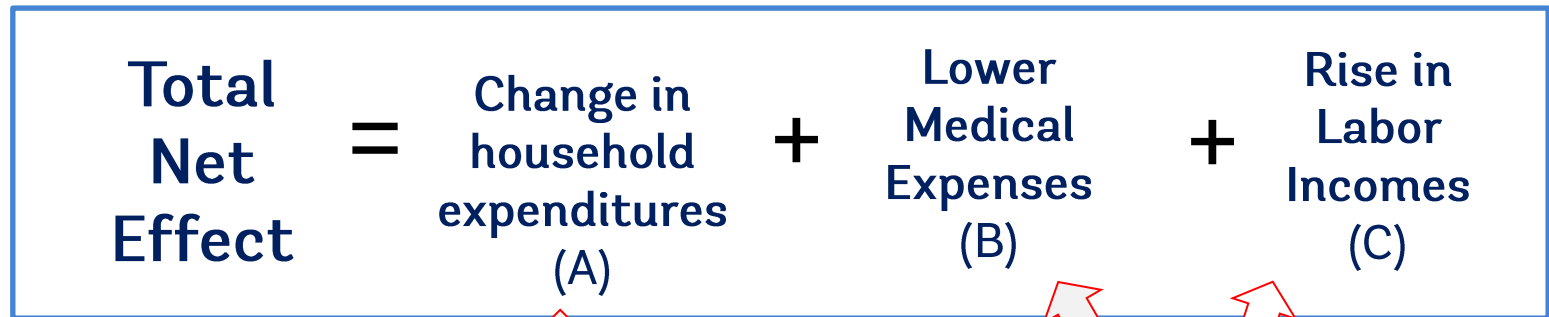 Total
Net
Effect
=
Change in
household
expenditures
(A)
+
Lower
Medical
Expenses
(B)
+
Rise in
Labor
Incomes
(C)